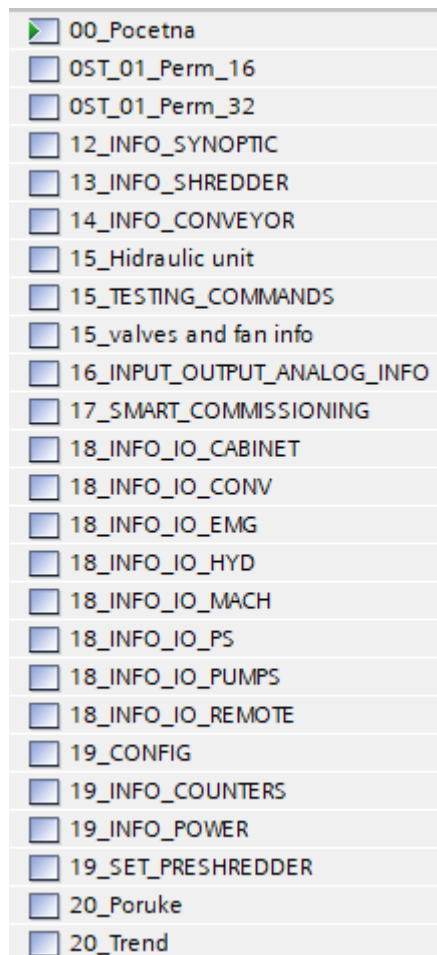 00_Pocetna
0ST_01_Perm_16
0ST_01_Perm_32
12_INFO_SYNOPTIC
13_INFO_SHREDDER
14_INFO_CONVEYOR
15_Hidraulic unit
15_TESTING_COMMANDS
15_valves and fan info
16_INPUT_OUTPUT_ANALOG_INFO
17_SMART_COMMISSIONING
18_INFO_IO_CABINET
18_INFO_IO_CONV
18_INFO_IO_EMG
18_INFO_IO_HYD
18_INFO_IO_MACH
18_INFO_IO_PS
18_INFO_IO_PUMPS
18_INFO_IO_REMOTE
19_CONFIG
19_INFO_COUNTERS
19_INFO_POWER
19_SET_PRESHREDDER
20_Poruke
20_Trend